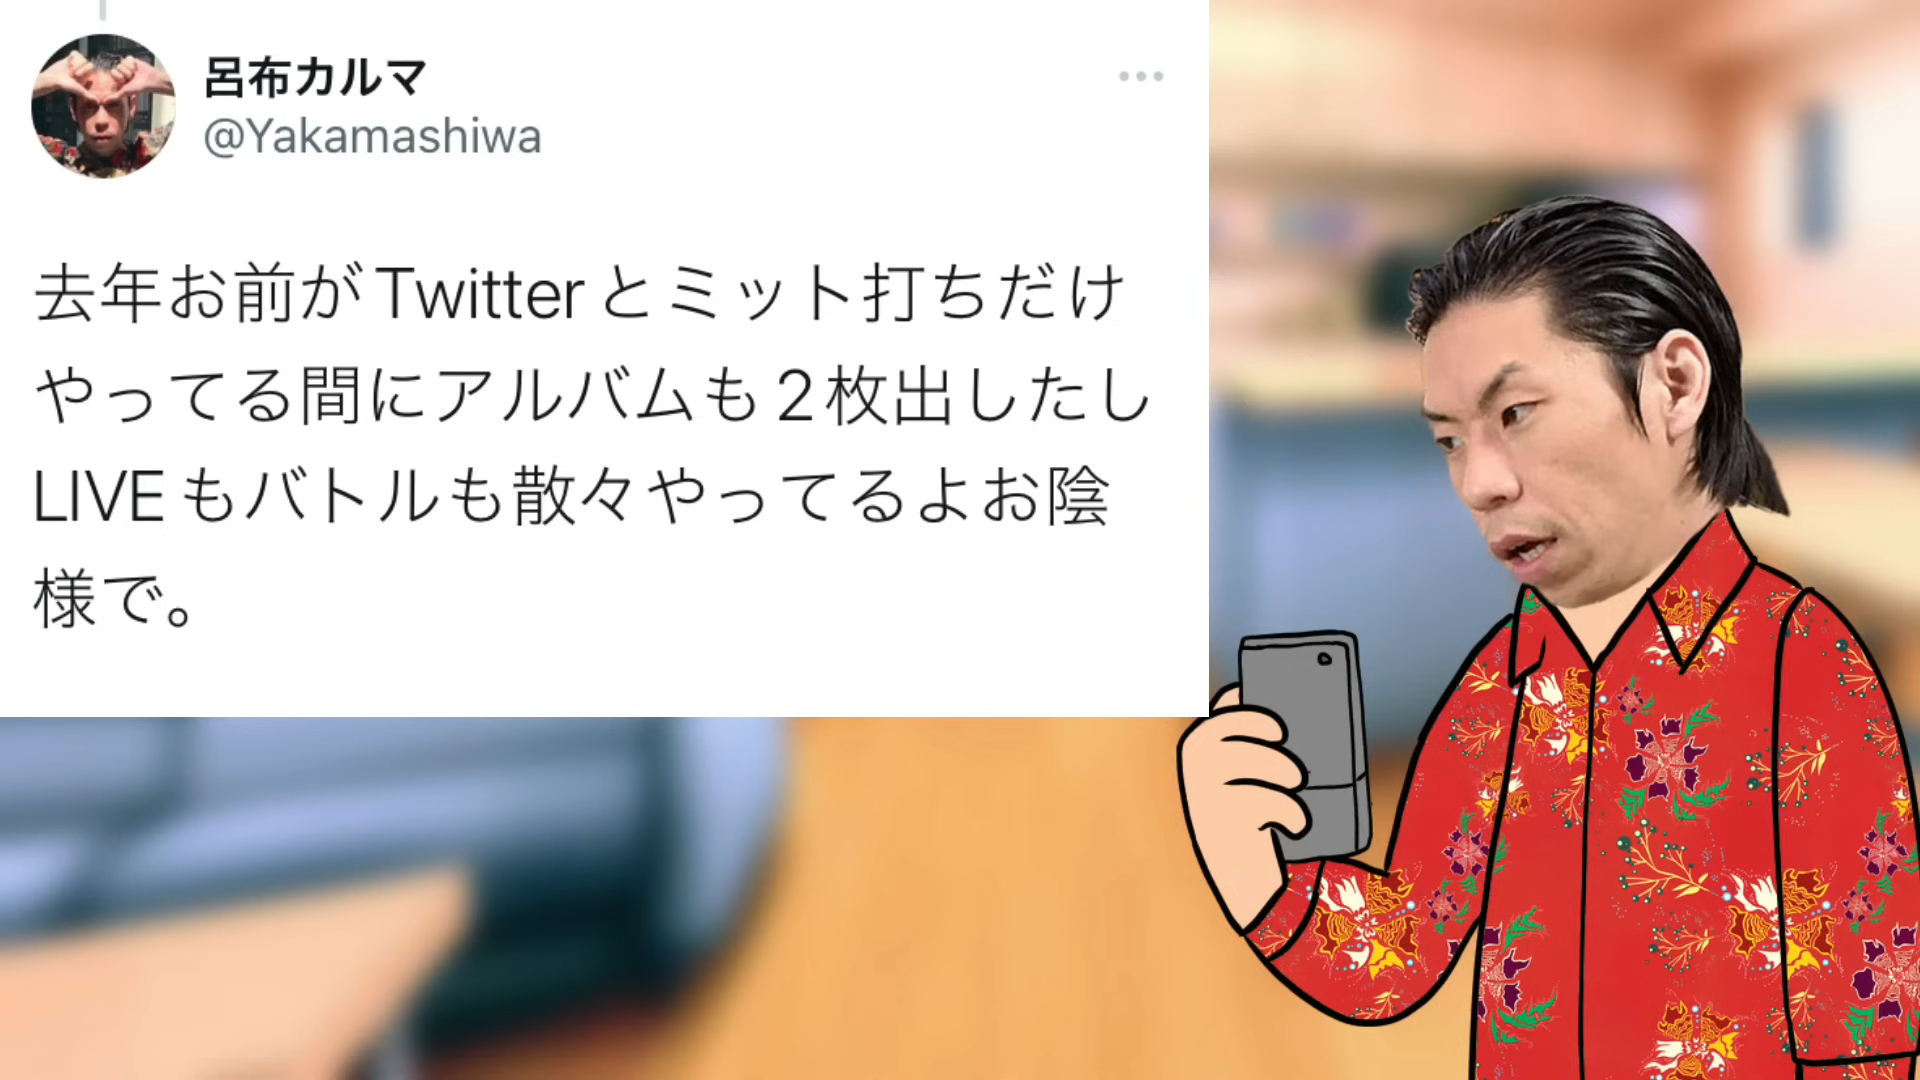 呂布カルマ
@Yakamashiwa
去年お前がTwitterとミット打ちだけ
やってる間にアルバムも2枚出したし
LIVEもバトルも散々やってるよお陰
様で。